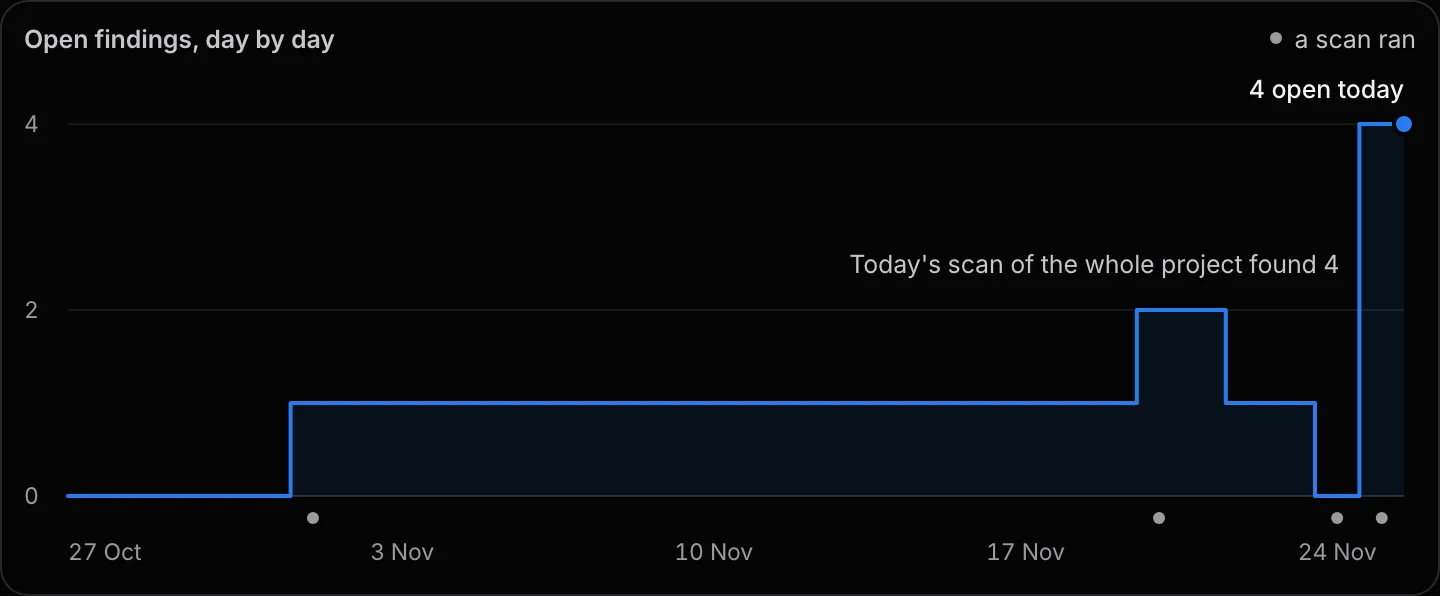 Open findings, day by day
a scan ran
4 open today
4
Today's scan of the whole project found 4
2
0
27 Oct
3 Nov
10 Nov
17 Nov
24 Nov